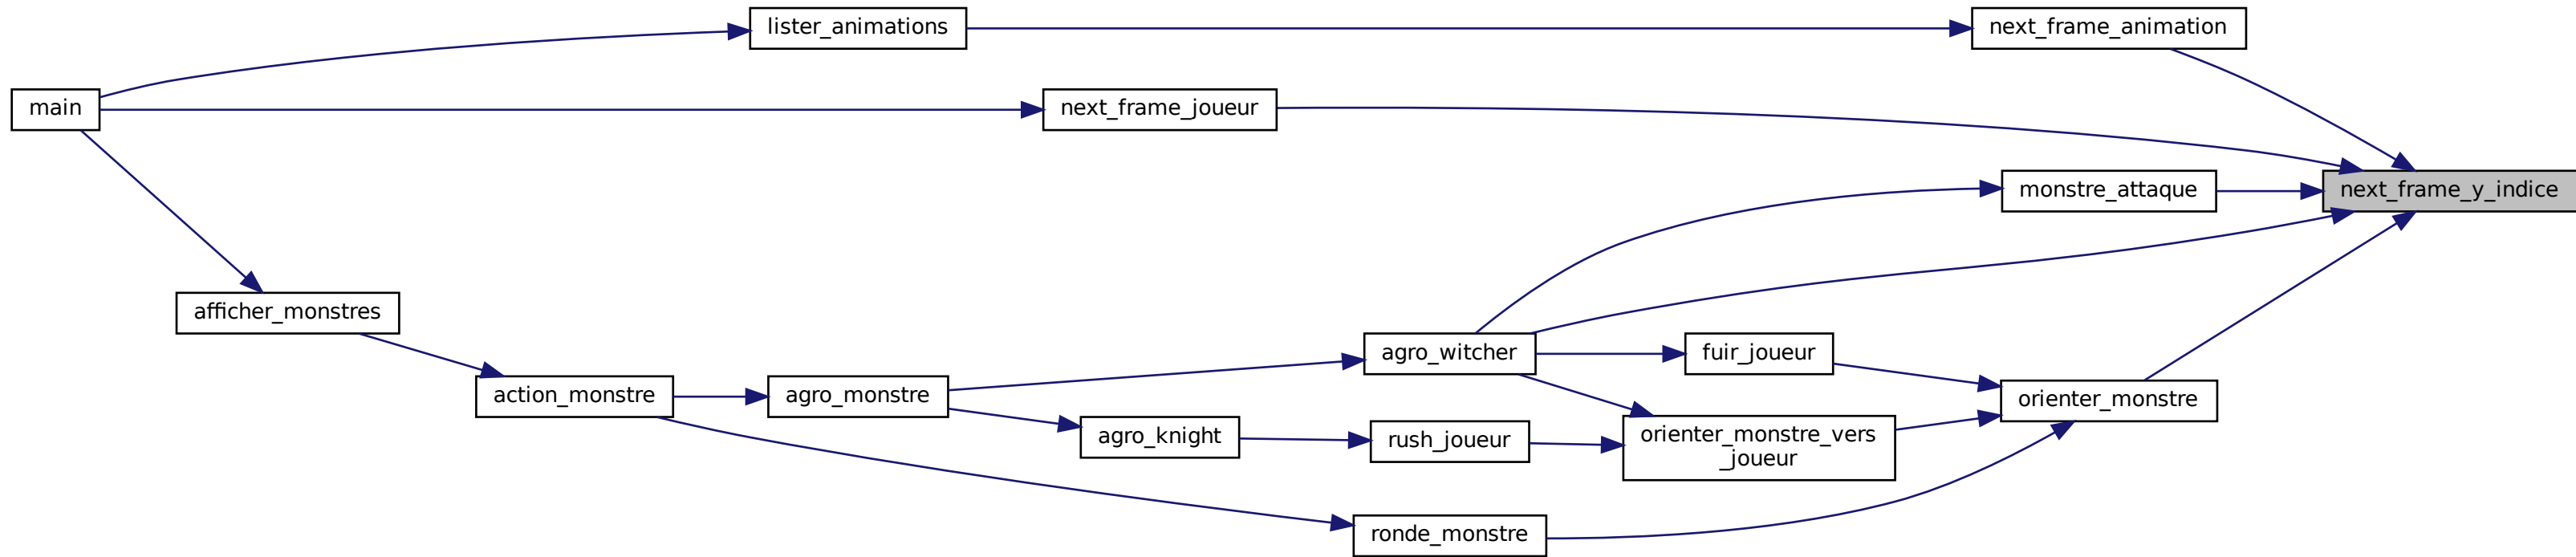 lister_animations
next_frame_animation
main
next_frame_joueur
monstre_attaque
next_frame_y_indice
afficher_monstres
agro_witcher
fuir_joueur
action_monstre
agro_monstre
orienter_monstre
agro_knight
rush_joueur
orienter_monstre_vers
_joueur
ronde_monstre